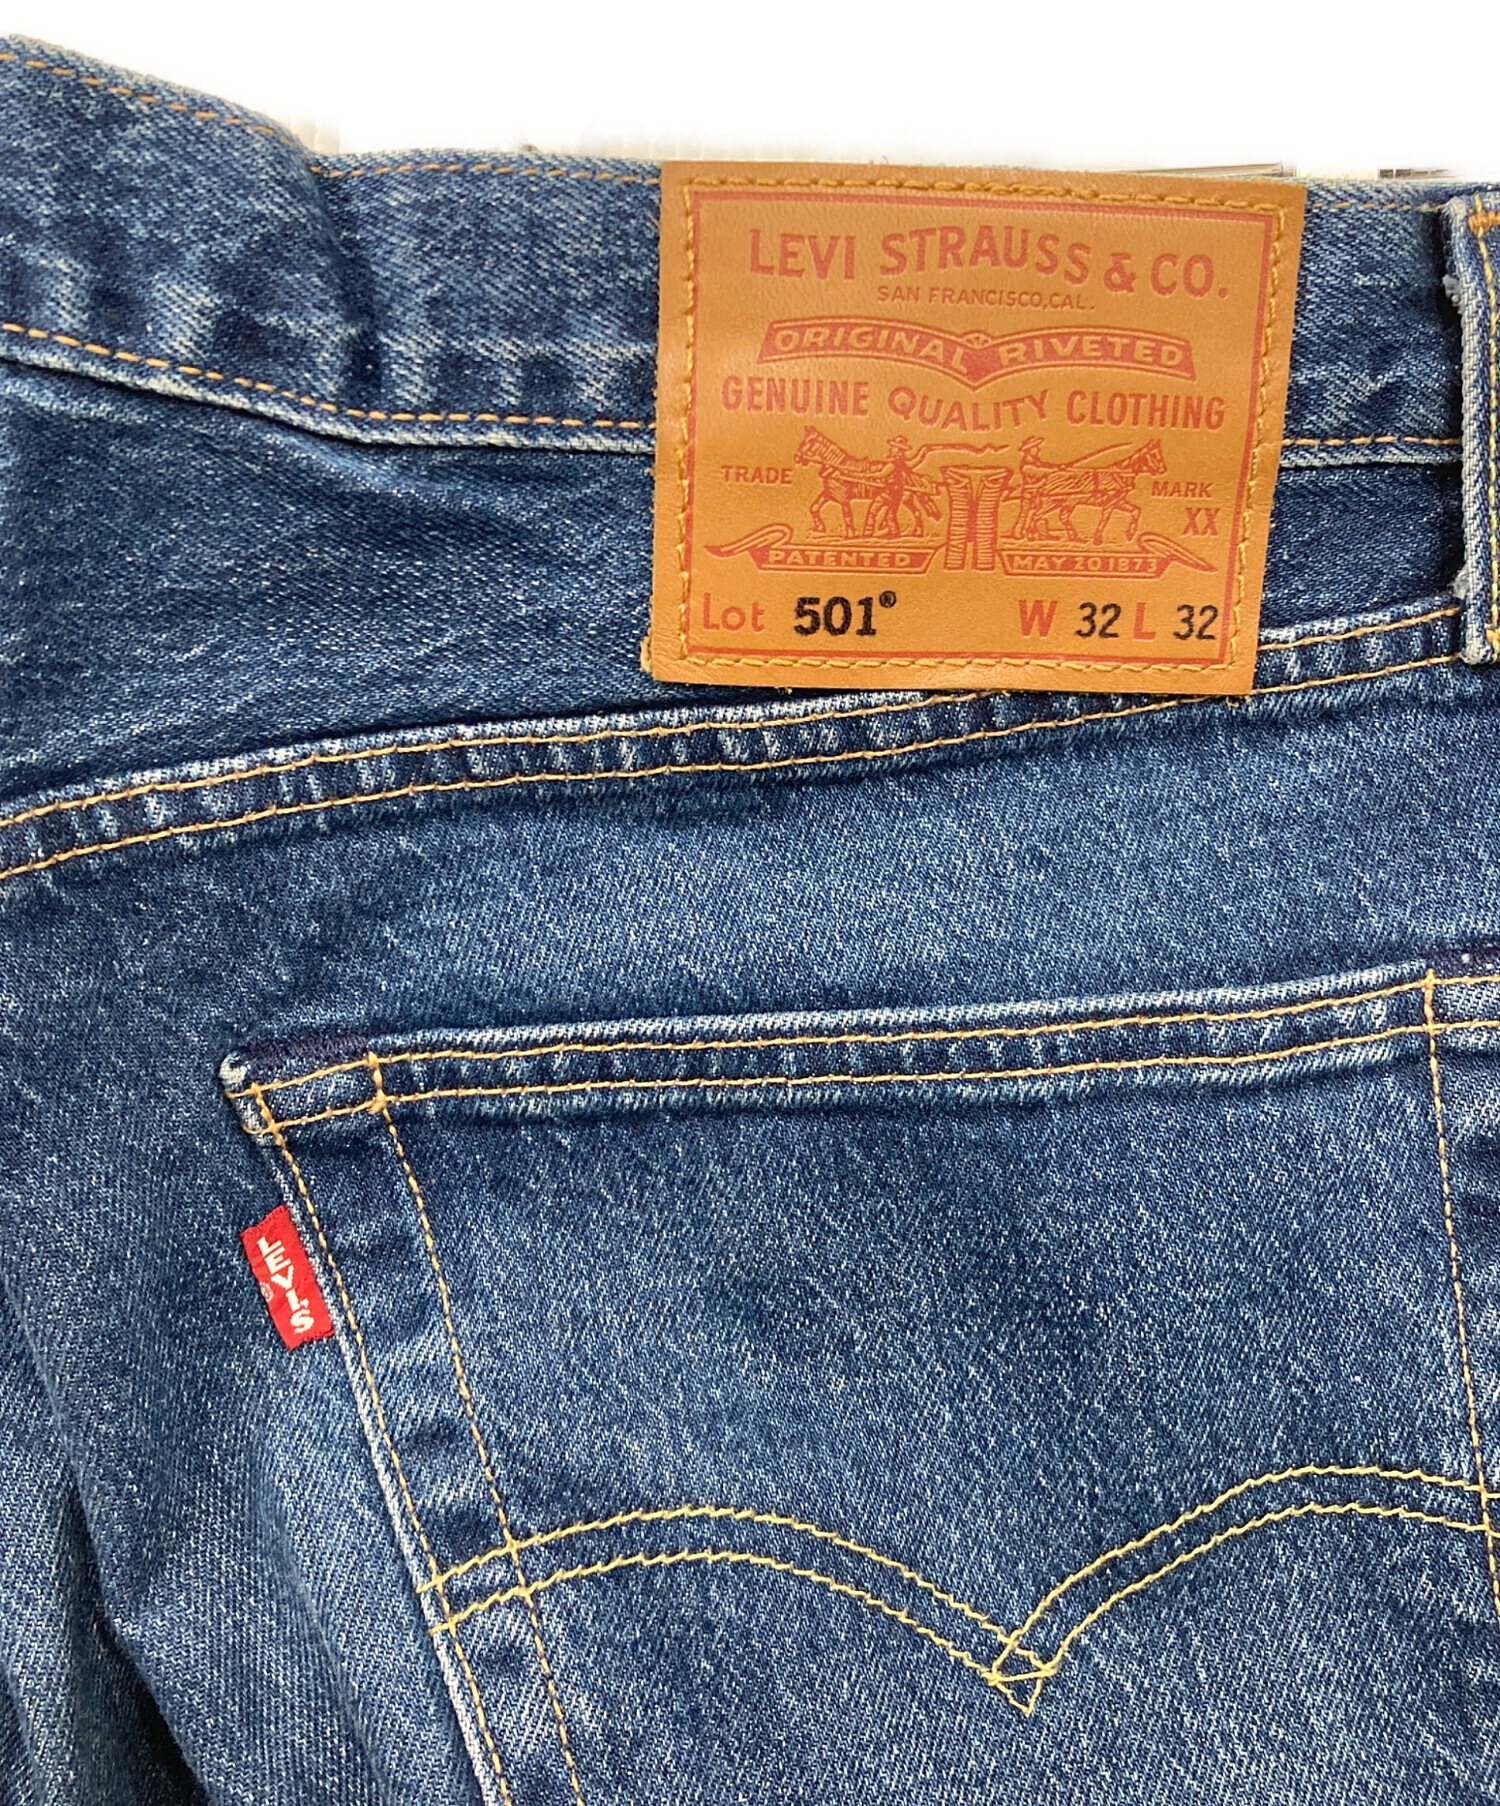 LEVI STRAUSS & CO.
SAN FRANCISCO, CAL.
ORIGINAL RIVETED
GENUINE QUALITY CLOTHING
TRADE MARK
XX
PATENTED MAY 20 1873
Lot 501® W 32 L 32
LEVI'S ®